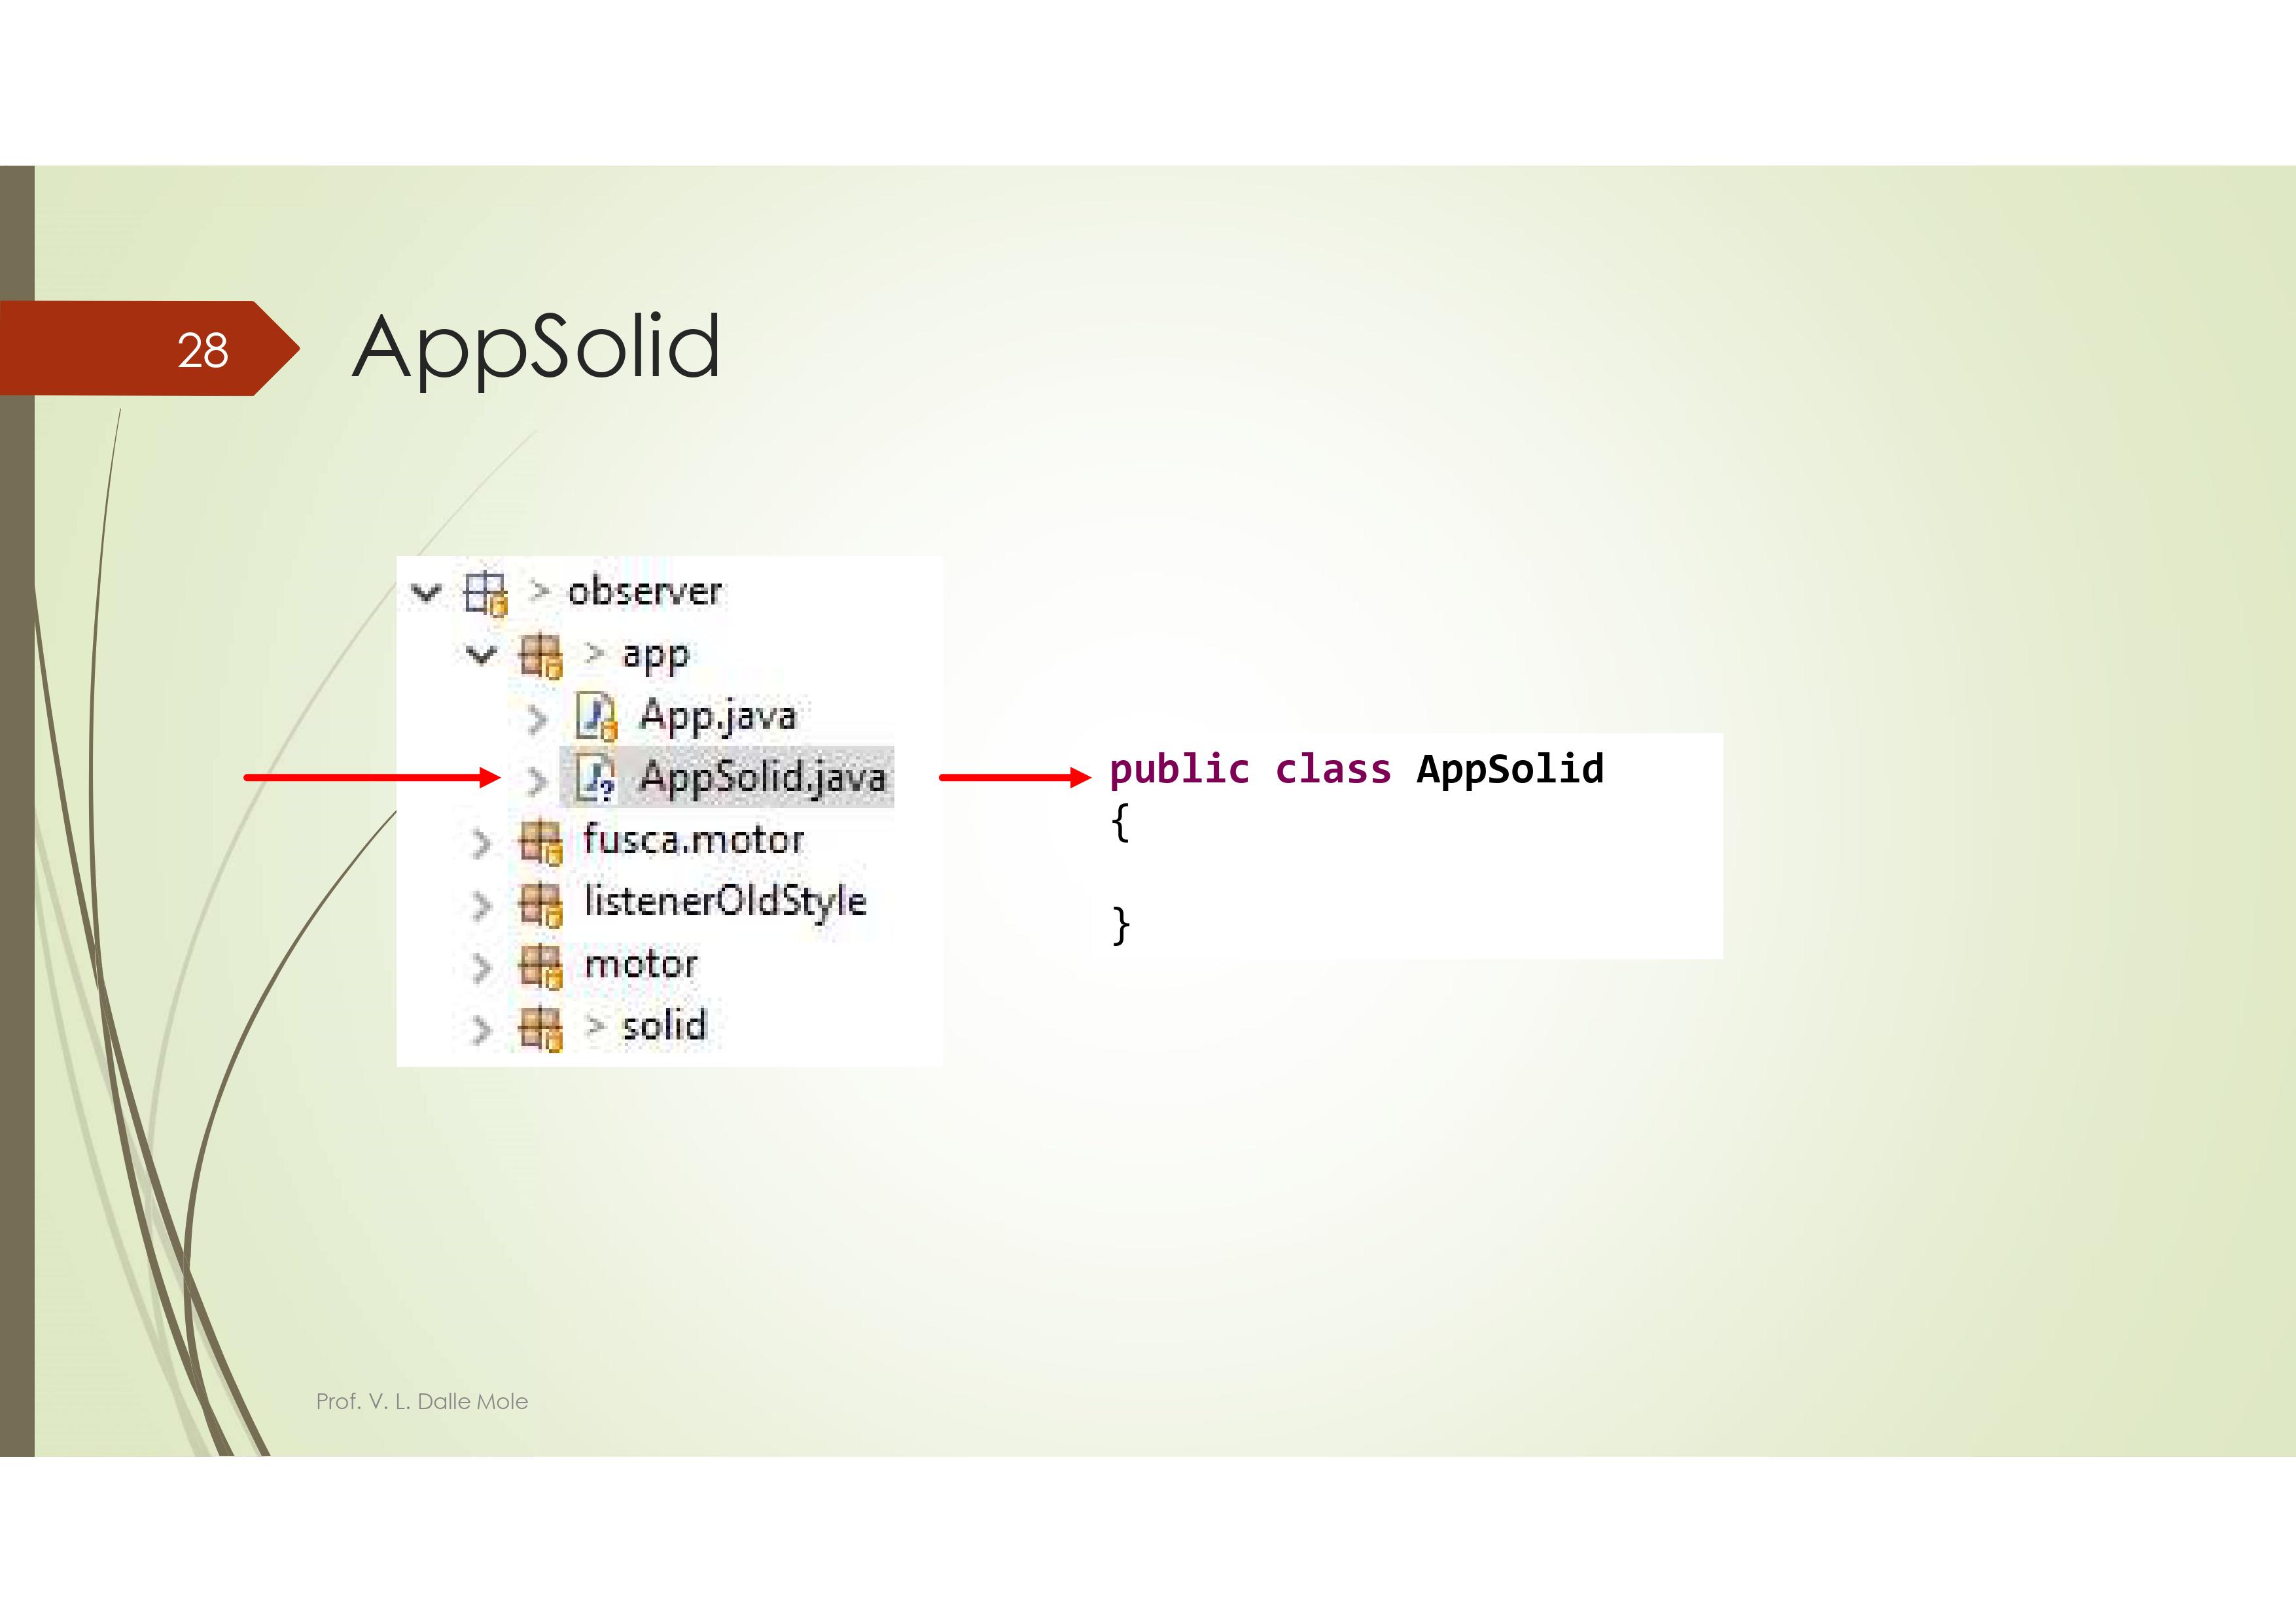 28
AppSolid
> observer
> app
App.java
AppSolid.java
fusca.motor
listenerOldStyle
motor
> solid
public class AppSolid
{
}
Prof. V. L. Dalle Mole